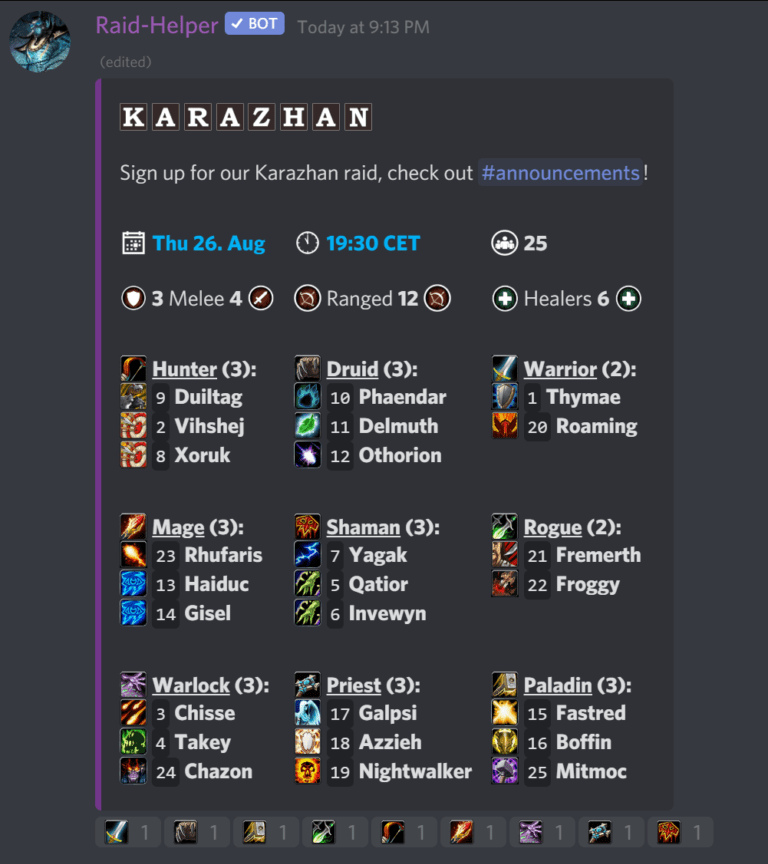 Raid-Helper ✓ BOT Today at 9:13 PM
(edited)
KARAZHAN
Sign up for our Karazhan raid, check out #announcements!
Thu 26. Aug 19:30 CET 25
3 Melee 4 Ranged 12 Healers 6
Hunter (3): Druid (3): Warrior (2):
9 Duiltag 10 Phaendar 1 Thymae
2 Vihshej 11 Delmuth 20 Roaming
8 Xoruk 12 Othorion
Mage (3): Shaman (3): Rogue (2):
23 Rhufaris 7 Yagak 21 Fremerth
13 Haiduc 5 Qatior 22 Froggy
14 Gisel 6 Invewyn
Warlock (3): Priest (3): Paladin (3):
3 Chisse 17 Galpsi 15 Fastred
4 Takey 18 Azzieh 16 Boffin
24 Chazon 19 Nightwalker 25 Mitmoc
1 1 1 1 1 1 1 1 1